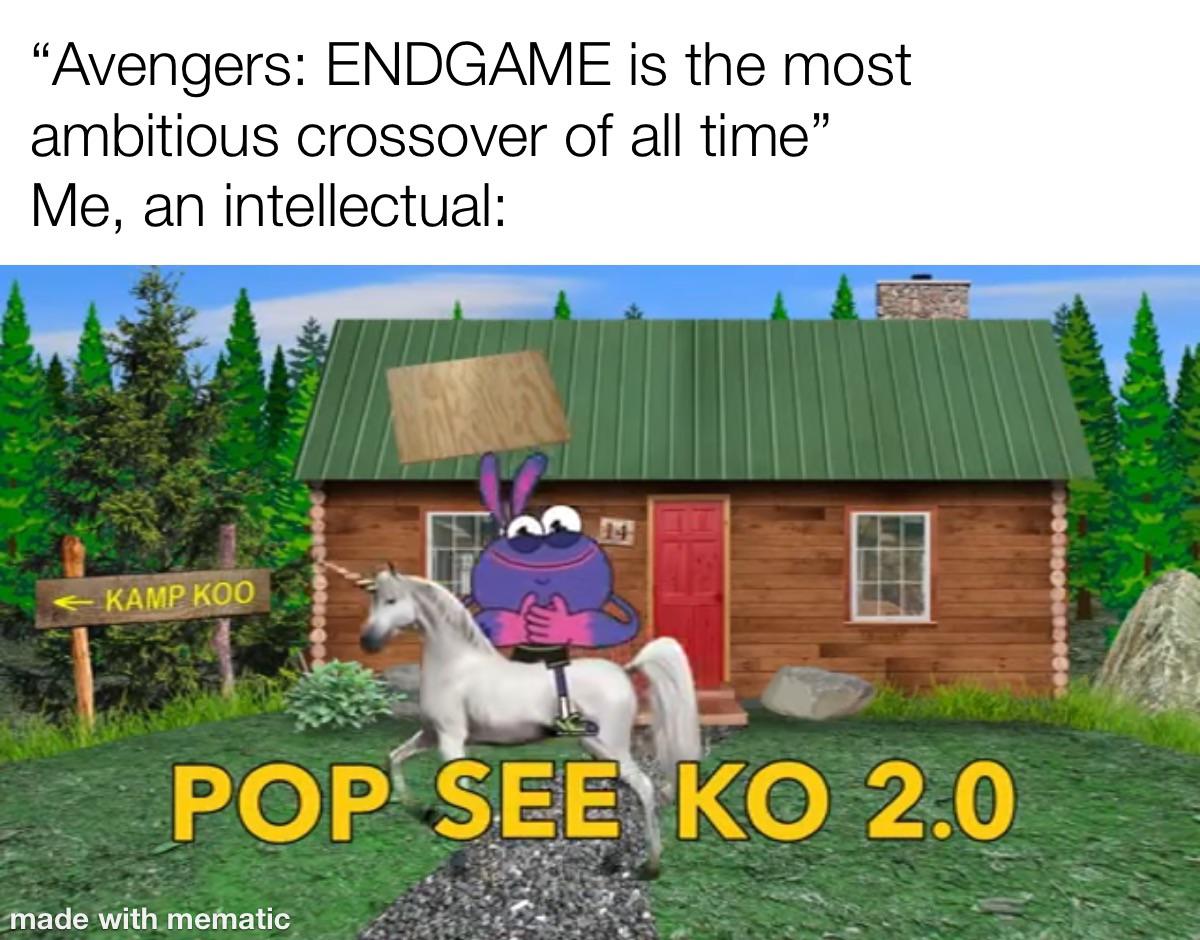 “Avengers: ENDGAME is the most
ambitious crossover of all time”
Me, an intellectual:
14
← KAMP KOO
POP SEE KO 2.0
made with mematic